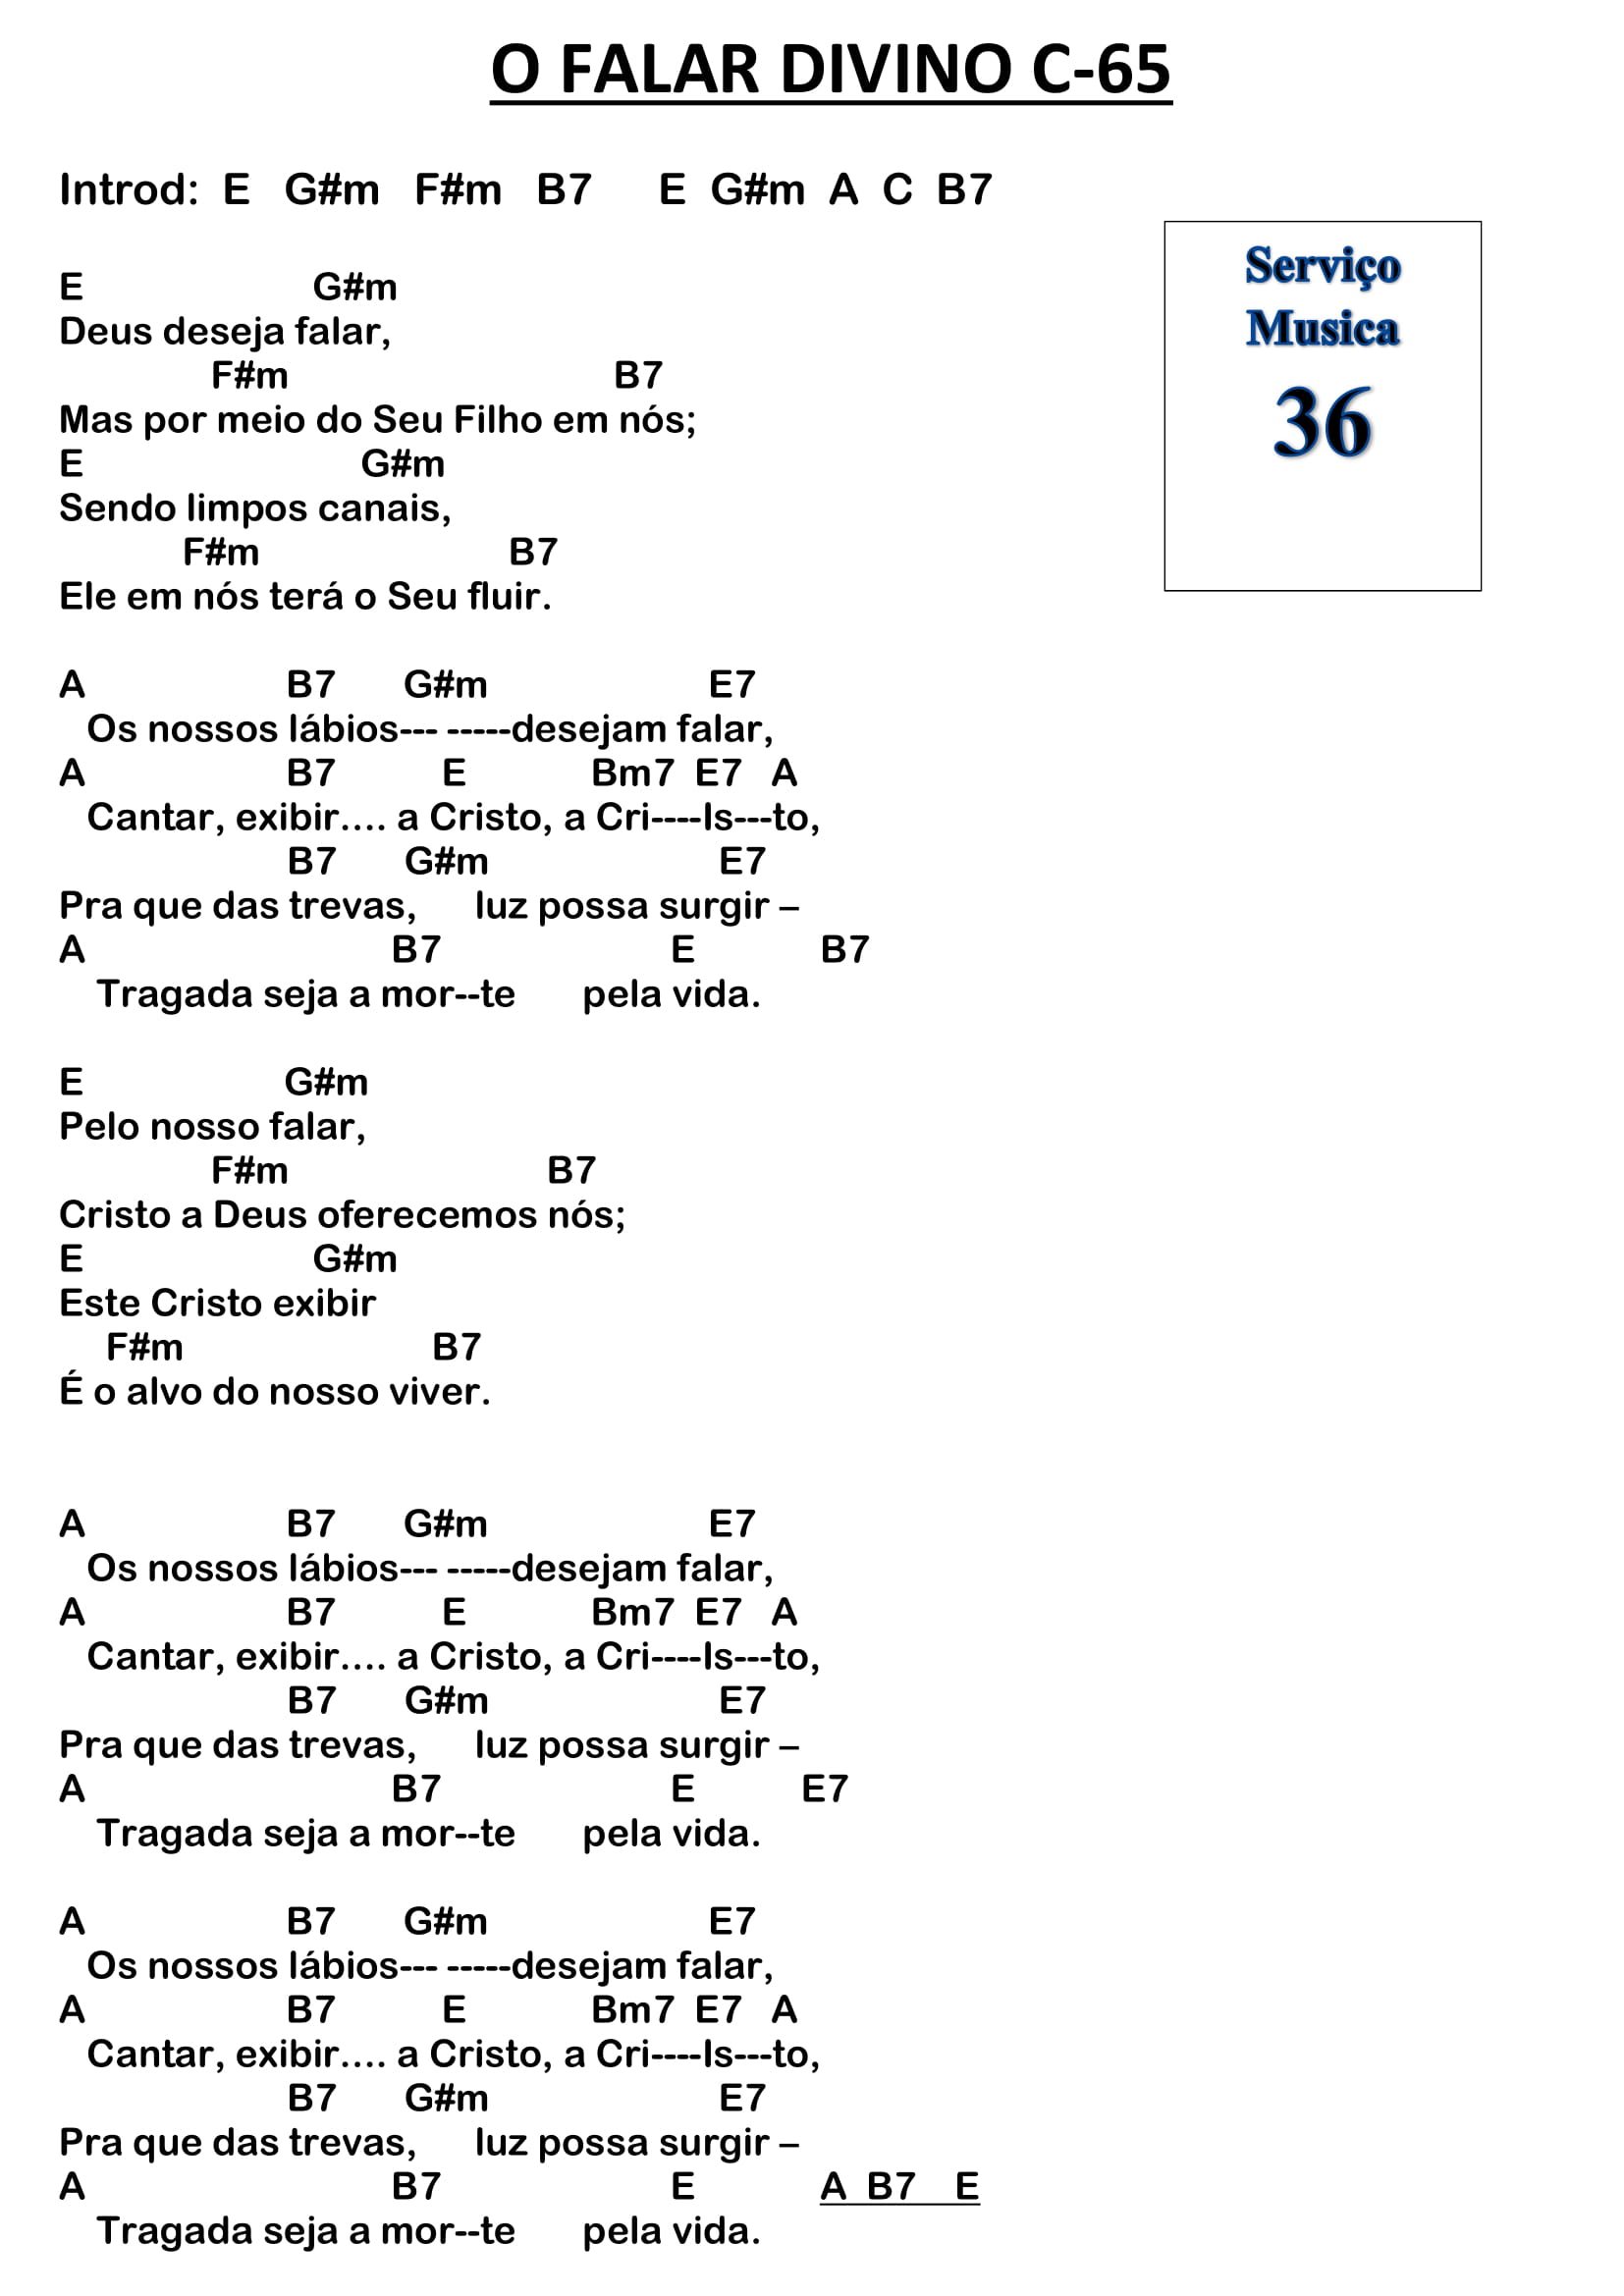 O FALAR DIVINO C-65
Introd: E G#m F#m B7 E G#m A C B7
Serviço
Musica
36
E G#m
Deus deseja falar,
F#m B7
Mas por meio do Seu Filho em nós;
E G#m
Sendo limpos canais,
F#m B7
Ele em nós terá o Seu fluir.
A B7 G#m E7
Os nossos lábios--- -----desejam falar,
A B7 E Bm7 E7 A
Cantar, exibir.... a Cristo, a Cri----Is---to,
B7 G#m E7
Pra que das trevas, luz possa surgir –
A B7 E B7
Tragada seja a mor--te pela vida.
E G#m
Pelo nosso falar,
F#m B7
Cristo a Deus oferecemos nós;
E G#m
Este Cristo exibir
F#m B7
É o alvo do nosso viver.
A B7 G#m E7
Os nossos lábios--- -----desejam falar,
A B7 E Bm7 E7 A
Cantar, exibir.... a Cristo, a Cri----Is---to,
B7 G#m E7
Pra que das trevas, luz possa surgir –
A B7 E E7
Tragada seja a mor--te pela vida.
A B7 G#m E7
Os nossos lábios--- -----desejam falar,
A B7 E Bm7 E7 A
Cantar, exibir.... a Cristo, a Cri----Is---to,
B7 G#m E7
Pra que das trevas, luz possa surgir –
A B7 E A B7 E
Tragada seja a mor--te pela vida.